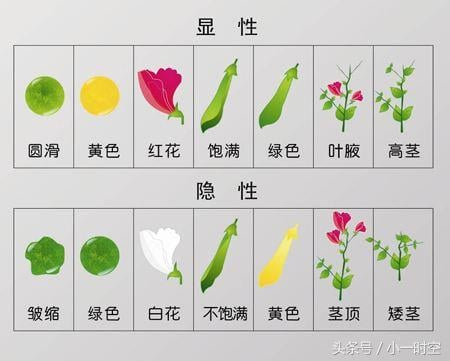 显 性
圆滑 黄色 红花 饱满 绿色 叶腋 高茎
隐 性
皱缩 绿色 白花 不饱满 黄色 茎顶 矮茎
头条号 / 小一时空